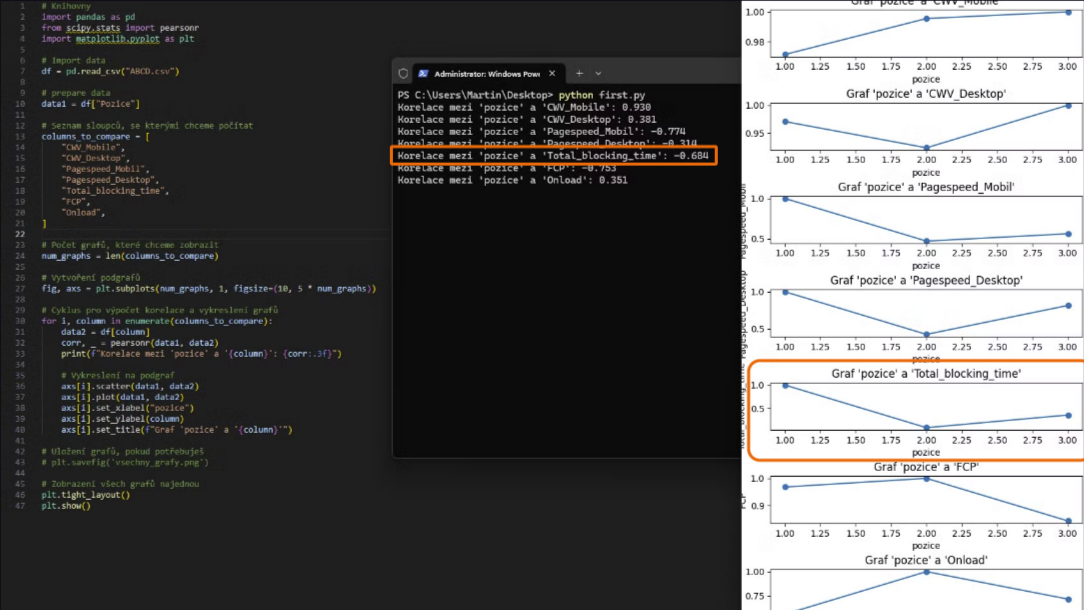 1 # Knihovny
2 import pandas as pd
3 from scipy.stats import pearsonr
4 import matplotlib.pyplot as plt
5
6 # Import data
7 df = pd.read_csv("ABCD.csv")
8
9 # prepare data
10 data1 = df["Pozice"]
11
12 # Seznam sloupců, se kterými chceme počítat
13 columns_to_compare = [
14 "CWV_Mobile",
15 "CWV_Desktop",
16 "Pagespeed_Mobil",
17 "Pagespeed_Desktop",
18 "Total_blocking_time",
19 "FCP",
20 "Onload",
21 ]
22
23 # Počet grafů, které chceme zobrazit
24 num_graphs = len(columns_to_compare)
25
26 # Vytvoření podgrafů
27 fig, axs = plt.subplots(num_graphs, 1, figsize=(10, 5 * num_graphs))
28
29 # Cyklus pro výpočet korelace a vykreslení grafů
30 for i, column in enumerate(columns_to_compare):
31 data2 = df[column]
32 corr, _ = pearsonr(data1, data2)
33 print(f"Korelace mezi 'pozice' a '{column}': {corr:.3f}")
34
35 # Vykreslení na podgraf
36 axs[i].scatter(data1, data2)
37 axs[i].plot(data1, data2)
38 axs[i].set_xlabel("pozice")
39 axs[i].set_ylabel(column)
40 axs[i].set_title(f"Graf 'pozice' a '{column}'")
41
42 # Uložení grafů, pokud potřebuješ
43 # plt.savefig('vsechny_grafy.png')
44
45 # Zobrazení všech grafů najednou
46 plt.tight_layout()
47 plt.show()
Administrator: Windows Powe
PS C:\Users\Martin\Desktop> python first.py
Korelace mezi 'pozice' a 'CWV_Mobile': 0.930
Korelace mezi 'pozice' a 'CWV_Desktop': 0.381
Korelace mezi 'pozice' a 'Pagespeed_Mobil': -0.774
Korelace mezi 'pozice' a 'Pagespeed_Desktop': -0.314
Korelace mezi 'pozice' a 'Total_blocking_time': -0.684
Korelace mezi 'pozice' a 'FCP': -0.753
Korelace mezi 'pozice' a 'Onload': 0.351
Graf 'pozice' a 'CWV_Mobile'
1.00
0.98
1.00 1.25 1.50 1.75 2.00 2.25 2.50 2.75 3.00
pozice
Graf 'pozice' a 'CWV_Desktop'
1.00
0.95
1.00 1.25 1.50 1.75 2.00 2.25 2.50 2.75 3.00
pozice
Graf 'pozice' a 'Pagespeed_Mobil'
Pagespeed_Mobil
1.0
0.5
1.00 1.25 1.50 1.75 2.00 2.25 2.50 2.75 3.00
pozice
Graf 'pozice' a 'Pagespeed_Desktop'
Pagespeed_Desktop
1.0
0.5
1.00 1.25 1.50 1.75 2.00 2.25 2.50 2.75 3.00
pozice
Graf 'pozice' a 'Total_blocking_time'
Total_blocking_time
1.0
0.5
1.00 1.25 1.50 1.75 2.00 2.25 2.50 2.75 3.00
pozice
Graf 'pozice' a 'FCP'
FCP
1.0
0.9
1.00 1.25 1.50 1.75 2.00 2.25 2.50 2.75 3.00
pozice
Graf 'pozice' a 'Onload'
1.00
0.75